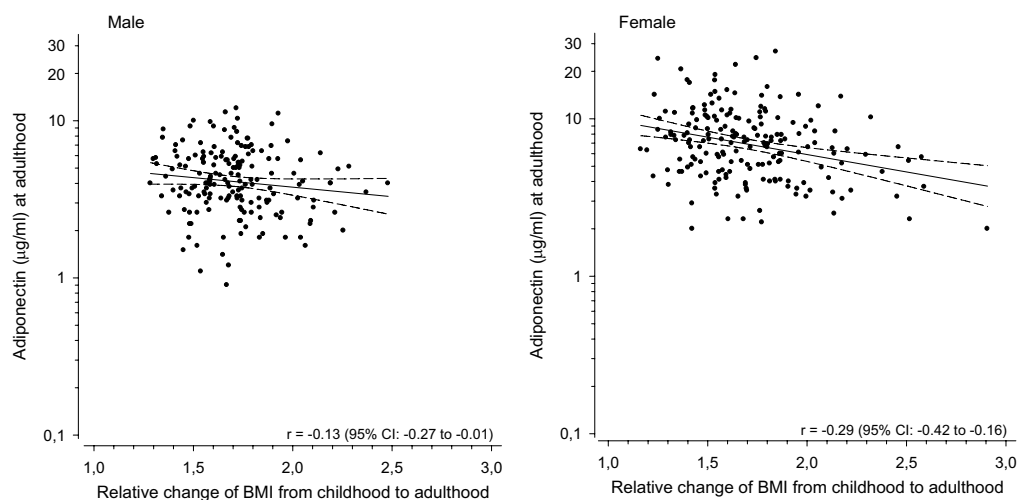 Male
30
20
10
1
0,1
Adiponectin (µg/ml) at adulthood
r = -0.13 (95% CI: -0.27 to -0.01)
1,0 1,5 2,0 2,5 3,0
Relative change of BMI from childhood to adulthood
Female
30
20
10
1
0,1
Adiponectin (µg/ml) at adulthood
r = -0.29 (95% CI: -0.42 to -0.16)
1,0 1,5 2,0 2,5 3,0
Relative change of BMI from childhood to adulthood